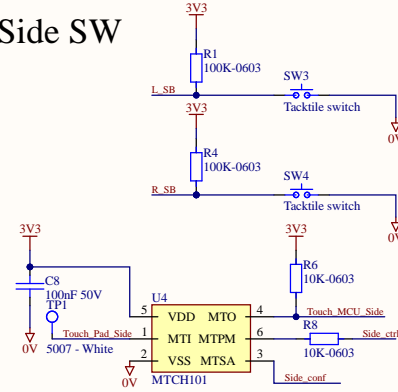 Side SW
3V3
R1
100K-0603
L_SB
SW3
Tacktile switch
0V
3V3
R4
100K-0603
R_SB
SW4
Tacktile switch
0V
3V3
C8
100nF 50V
TP1
0V
Touch_Pad_Side
5007 - White
U4
5 VDD MTO 4
1 MTI MTPM 6
2 VSS MTSA 3
0V
MTCH101
3V3
R6
10K-0603
Touch_MCU_Side
R8
Side_ctrl
10K-0603
Side_conf